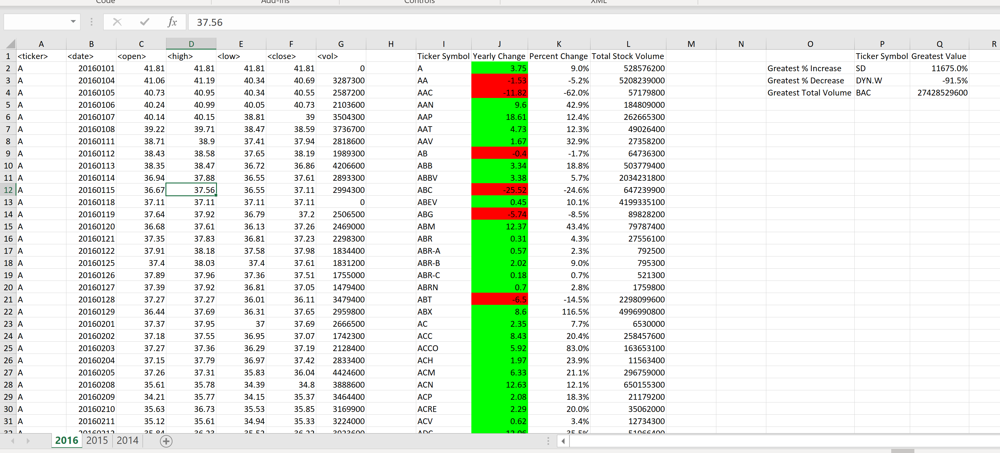 Code Add-ins Controls XML
fx 37.56
A B C D E F G H I J K L M N O P Q R
1 <ticker> <date> <open> <high> <low> <close> <vol> Ticker Symbol Yearly Change Percent Change Total Stock Volume Ticker Symbol Greatest Value
2 A 20160101 41.81 41.81 41.81 41.81 0 A 3.75 9.0% 528576200 Greatest % Increase SD 11675.0%
3 A 20160104 41.06 41.19 40.34 40.69 3287300 AA -1.53 -5.2% 5208239000 Greatest % Decrease DYN.W -91.5%
4 A 20160105 40.73 40.95 40.34 40.55 2587200 AAC -11.82 -62.0% 57179800 Greatest Total Volume BAC 27428529600
5 A 20160106 40.24 40.99 40.05 40.73 2103600 AAN 9.6 42.9% 184809000
6 A 20160107 40.14 40.15 38.81 39 3504300 AAP 18.61 12.4% 262665300
7 A 20160108 39.22 39.71 38.47 38.59 3736700 AAT 4.73 12.3% 49026400
8 A 20160111 38.71 38.9 37.41 37.94 2818600 AAV 1.67 32.9% 27358200
9 A 20160112 38.43 38.58 37.65 38.19 1989300 AB -0.4 -1.7% 64736300
10 A 20160113 38.35 38.47 36.72 36.86 4206600 ABB 3.34 18.8% 503779400
11 A 20160114 36.94 37.88 36.55 37.61 2893300 ABBV 3.38 5.7% 2034231800
12 A 20160115 36.67 37.56 36.55 37.11 2994300 ABC -25.52 -24.6% 647239900
13 A 20160118 37.11 37.11 37.11 37.11 0 ABEV 0.45 10.1% 4199335100
14 A 20160119 37.64 37.92 36.79 37.2 2506500 ABG -5.74 -8.5% 89828200
15 A 20160120 36.68 37.61 36.13 37.26 2469000 ABM 12.37 43.4% 79787400
16 A 20160121 37.35 37.83 36.81 37.23 2298300 ABR 0.31 4.3% 27556100
17 A 20160122 37.91 38.18 37.58 37.98 1834400 ABR-A 0.57 2.3% 792500
18 A 20160125 37.4 38.03 37.4 37.61 1831200 ABR-B 2.02 9.0% 795300
19 A 20160126 37.89 37.96 37.36 37.51 1755000 ABR-C 0.18 0.7% 521300
20 A 20160127 37.39 37.92 36.81 37.05 1479400 ABRN 0.7 2.8% 1759800
21 A 20160128 37.27 37.27 36.01 36.11 3479400 ABT -6.5 -14.5% 2298099600
22 A 20160129 36.44 37.69 36.31 37.65 2959800 ABX 8.6 116.5% 4996990800
23 A 20160201 37.37 37.95 37 37.69 2666500 AC 2.35 7.7% 6530000
24 A 20160202 37.18 37.55 36.95 37.07 1742300 ACC 8.43 20.4% 258457600
25 A 20160203 37.27 37.36 36.29 37.19 2128400 ACCO 5.92 83.0% 163653100
26 A 20160204 37.15 37.79 36.97 37.42 2833400 ACH 1.97 23.9% 11563400
27 A 20160205 37.26 37.31 35.83 36.04 4424600 ACM 6.33 21.1% 296759000
28 A 20160208 35.61 35.78 34.39 34.8 3888600 ACN 12.63 12.1% 650155300
29 A 20160209 34.21 35.77 34.15 35.37 3464400 ACP 2.08 18.3% 21179200
30 A 20160210 35.63 36.73 35.53 35.85 3169900 ACRE 2.29 20.0% 35062000
31 A 20160211 35.12 35.61 34.94 35.33 3224000 ACV 0.62 3.4% 12734300
32 A 20160212
2016 2015 2014